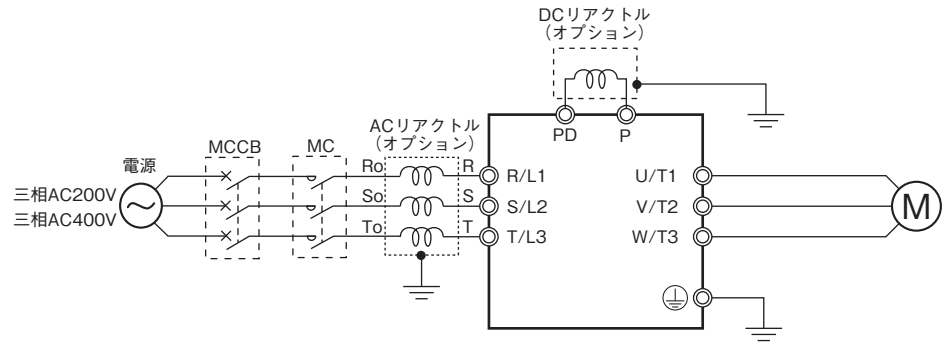 DCリアクトル
(オプション)
PD
P
ACリアクトル
(オプション)
MCCB
MC
電源
三相AC200V
三相AC400V
Ro
R
R/L1
U/T1
So
S
S/L2
V/T2
To
T
T/L3
W/T3
M